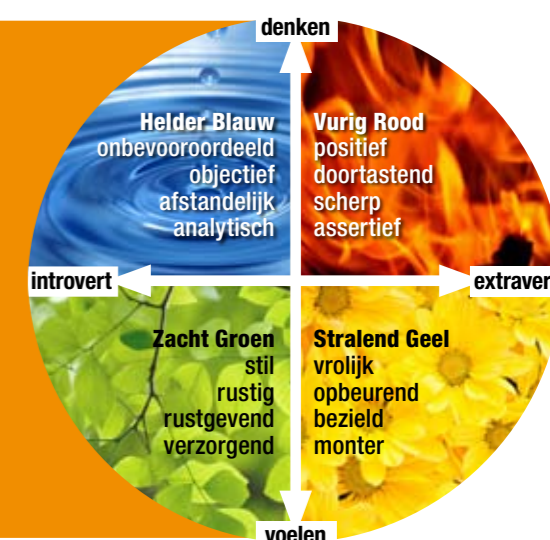 denken
Helder Blauw
onbevooroordeeld
objectief
afstandelijk
analytisch
Vurig Rood
positief
doortastend
scherp
assertief
introvert
extraver
Zacht Groen
stil
rustig
rustgevend
verzorgend
Stralend Geel
vrolijk
opbeurend
bezield
monter
voelen